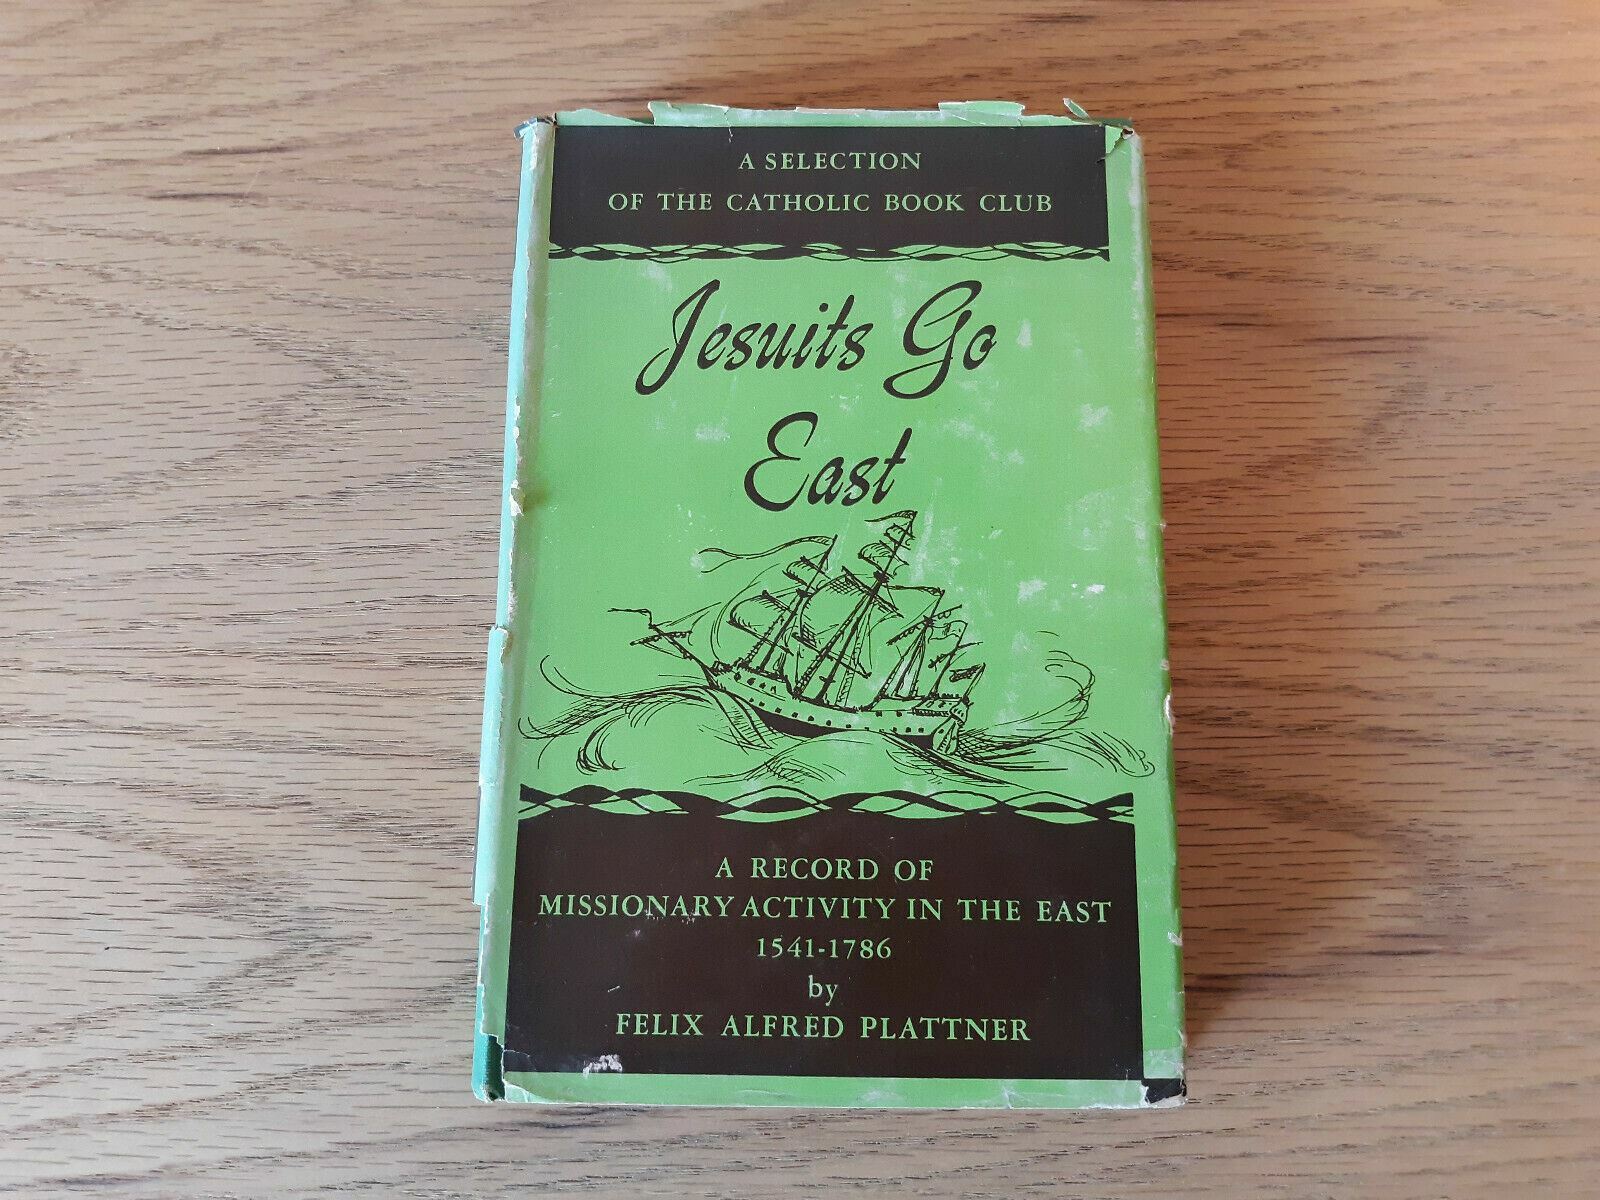 A SELECTION
OF THE CATHOLIC BOOK CLUB
Jesuits Go
East
A RECORD OF
MISSIONARY ACTIVITY IN THE EAST
1541-1786
by
FELIX ALFRED PLATTNER